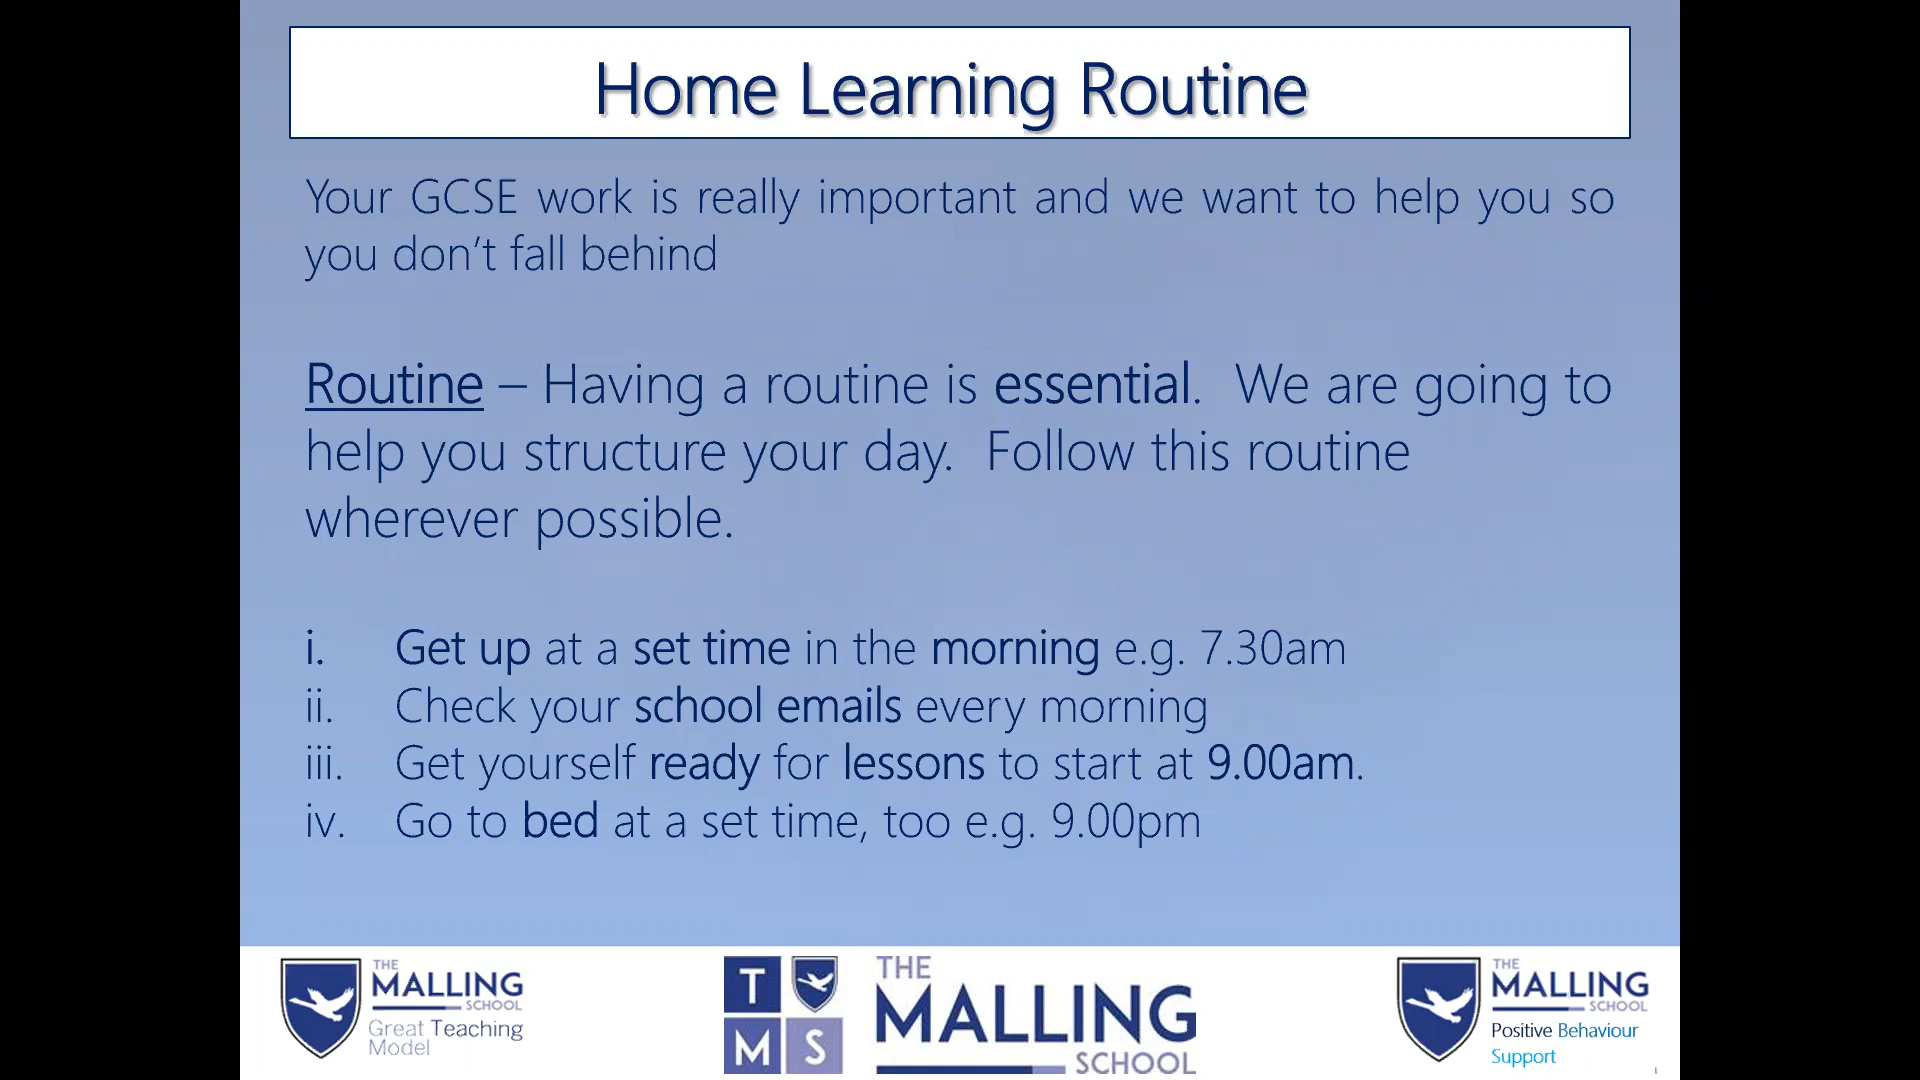 Home Learning Routine
Your GCSE work is really important and we want to help you so
you don't fall behind
Routine – Having a routine is essential. We are going to
help you structure your day. Follow this routine
wherever possible.
i. Get up at a set time in the morning e.g. 7.30am
ii. Check your school emails every morning
iii. Get yourself ready for lessons to start at 9.00am.
iv. Go to bed at a set time, too e.g. 9.00pm
THE
MALLING
SCHOOL
Great Teaching
Model
T
M S
THE
MALLING
SCHOOL
THE
MALLING
SCHOOL
Positive Behaviour
Support